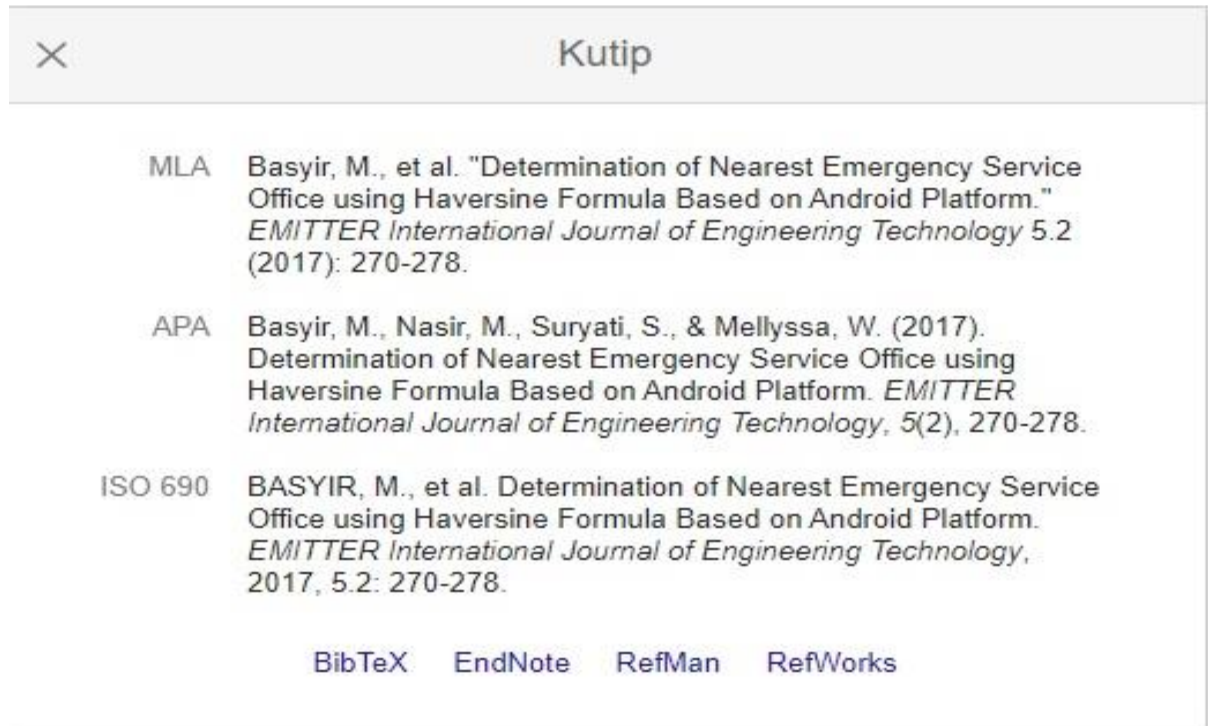 Kutip
MLA Basyir, M., et al. "Determination of Nearest Emergency Service
Office using Haversine Formula Based on Android Platform."
EMITTER International Journal of Engineering Technology 5.2
(2017): 270-278.
APA Basyir, M., Nasir, M., Suryati, S., & Mellyssa, W. (2017).
Determination of Nearest Emergency Service Office using
Haversine Formula Based on Android Platform. EMITTER
International Journal of Engineering Technology, 5(2), 270-278.
ISO 690 BASYIR, M., et al. Determination of Nearest Emergency Service
Office using Haversine Formula Based on Android Platform.
EMITTER International Journal of Engineering Technology,
2017, 5.2: 270-278.
BibTeX EndNote RefMan RefWorks